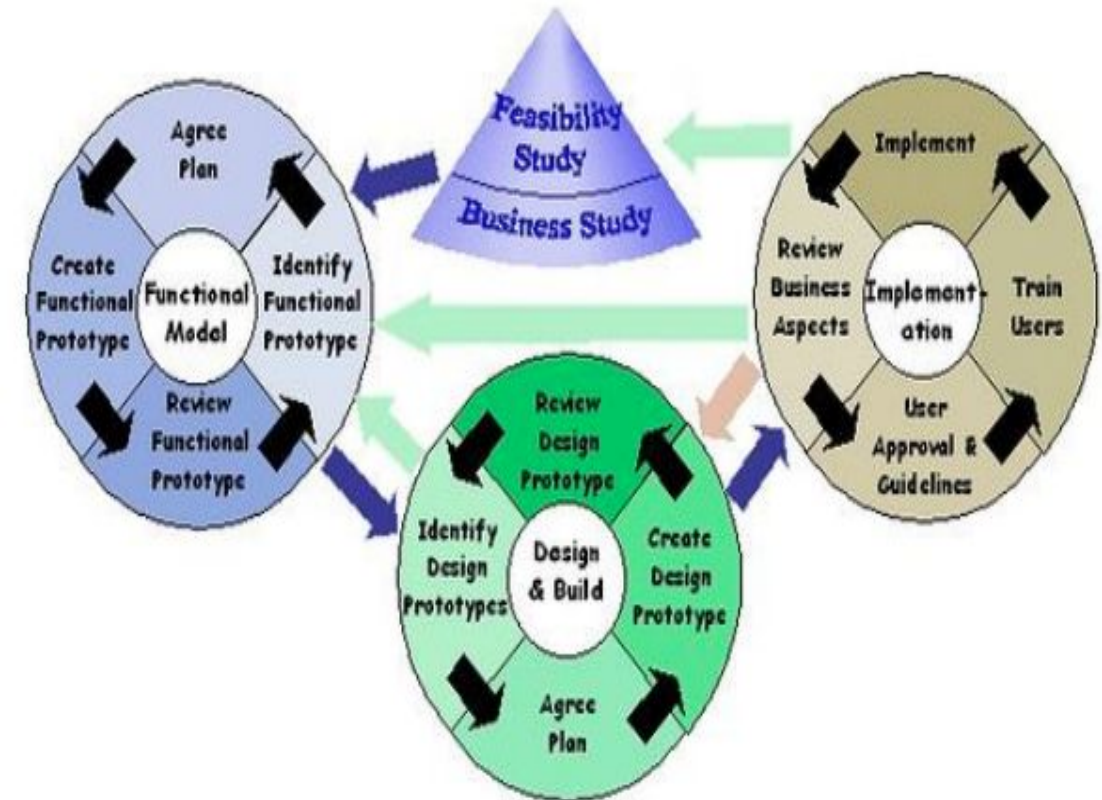 Feasibility
Study
Business Study
Agree
Plan
Create
Functional
Prototype
Functional
Model
Identify
Functional
Prototype
Review
Functional
Prototype
Implement
Review
Business
Aspects
Implement-
ation
Train
Users
User
Approval &
Guidelines
Review
Design
Prototype
Identify
Design
Prototypes
Design
& Build
Create
Design
Prototype
Agree
Plan